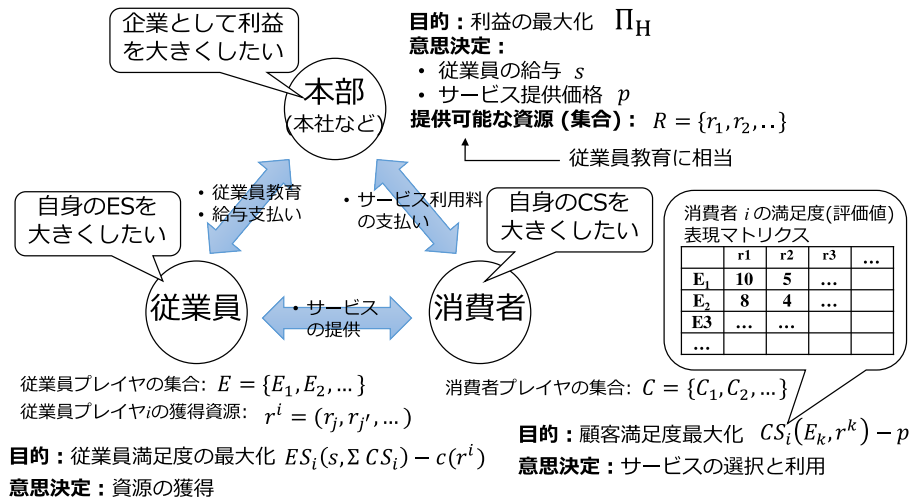 企業として利益
を大きくしたい
本部
(本社など)
目的：利益の最大化 Π_H
意思決定：
• 従業員の給与 s
• サービス提供価格 p
提供可能な資源 (集合)： R = {r₁, r₂, ..}
従業員教育に相当
• 従業員教育
• 給与支払い
• サービス利用料
の支払い
自身のESを
大きくしたい
従業員
自身のCSを
大きくしたい
消費者
• サービス
の提供
消費者 i の満足度(評価値)
表現マトリクス
r1 r2 r3 …
E₁ 10 5 …
E₂ 8 4 …
E3 … …
…
従業員プレイヤの集合: E = {E₁, E₂, …}
従業員プレイヤiの獲得資源: rⁱ = (r_j, r_j', …)
目的：従業員満足度の最大化 ES_i(s, Σ CS_i) − c(rⁱ)
意思決定：資源の獲得
消費者プレイヤの集合: C = {C₁, C₂, …}
目的：顧客満足度最大化 CS_i(E_k, r^k) − p
意思決定：サービスの選択と利用